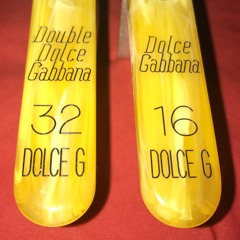 Double
Dolce
Gabbana
32
DOLCE G
Dolce
Gabbana
16
DOLCE G